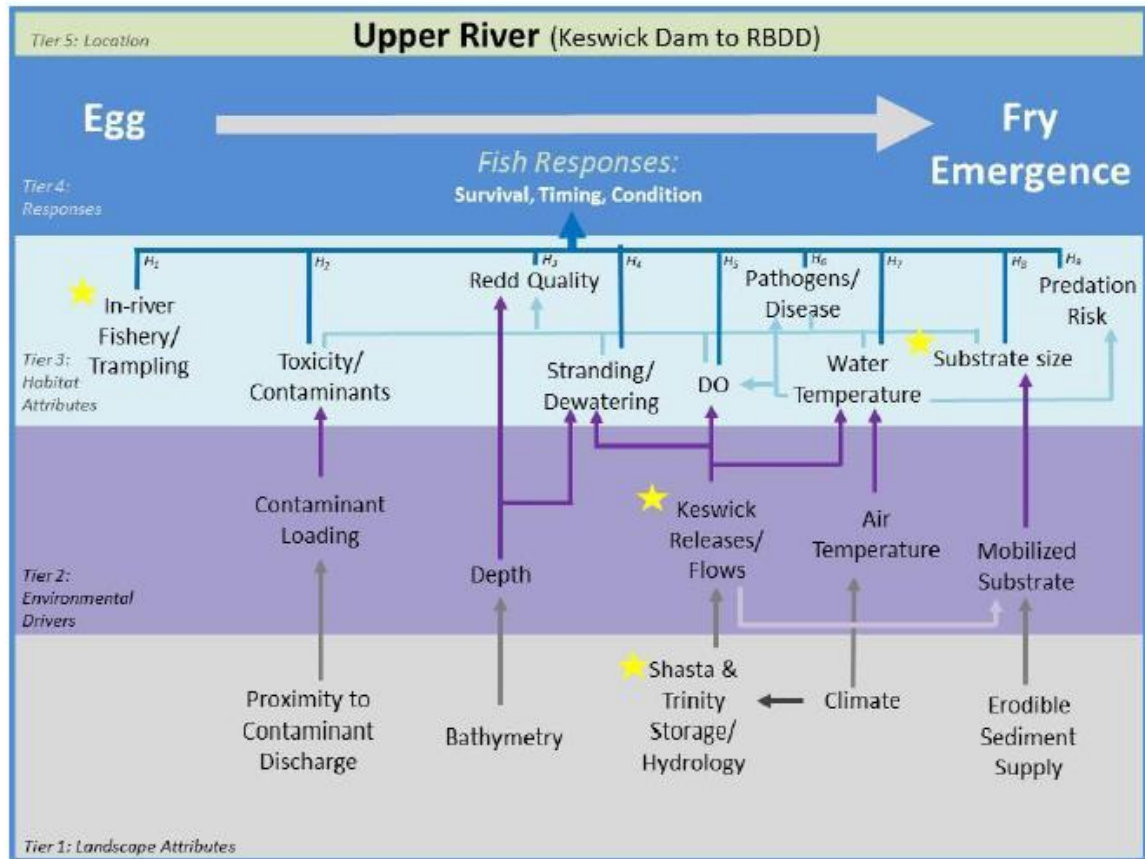 Tier 5: Location
Upper River (Keswick Dam to RBDD)
Egg
Fry
Emergence
Fish Responses:
Survival, Timing, Condition
Tier 4:
Responses
H1
H2
H3
H4
H5
H6
H7
H8
H9
In-river
Fishery/
Trampling
Toxicity/
Contaminants
Redd Quality
Stranding/
Dewatering
DO
Pathogens/
Disease
Water
Temperature
Substrate size
Predation
Risk
Tier 3:
Habitat
Attributes
Contaminant
Loading
Depth
Keswick
Releases/
Flows
Air
Temperature
Mobilized
Substrate
Tier 2:
Environmental
Drivers
Proximity to
Contaminant
Discharge
Bathymetry
Shasta &
Trinity
Storage/
Hydrology
Climate
Erodible
Sediment
Supply
Tier 1: Landscape Attributes